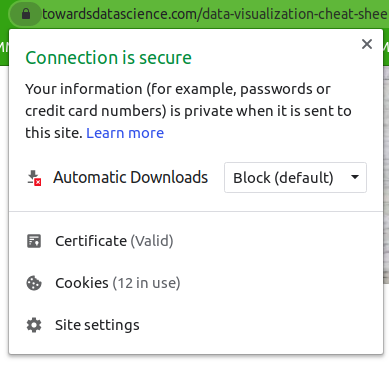 towardsdatascience.com/data-visualization-cheat-shee
Connection is secure
Your information (for example, passwords or
credit card numbers) is private when it is sent to
this site. Learn more
Automatic Downloads Block (default)
Certificate (Valid)
Cookies (12 in use)
Site settings